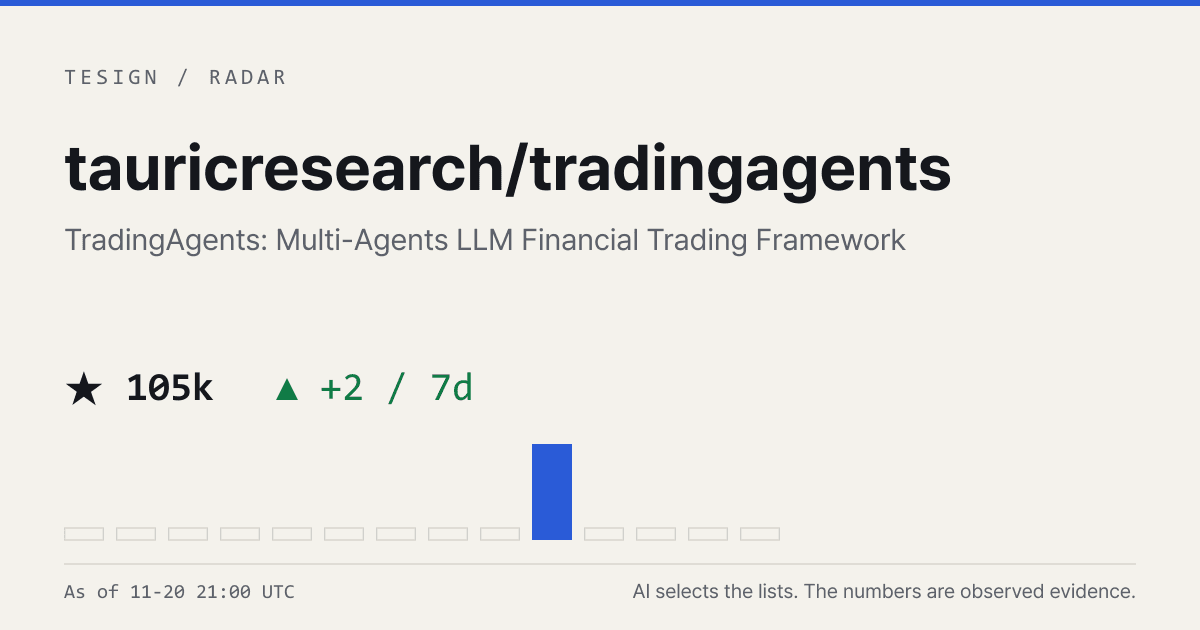 TESIGN / RADAR
tauricresearch/tradingagents
TradingAgents: Multi-Agents LLM Financial Trading Framework
★ 105k ▲ +2 / 7d
As of 11-20 21:00 UTC
AI selects the lists. The numbers are observed evidence.